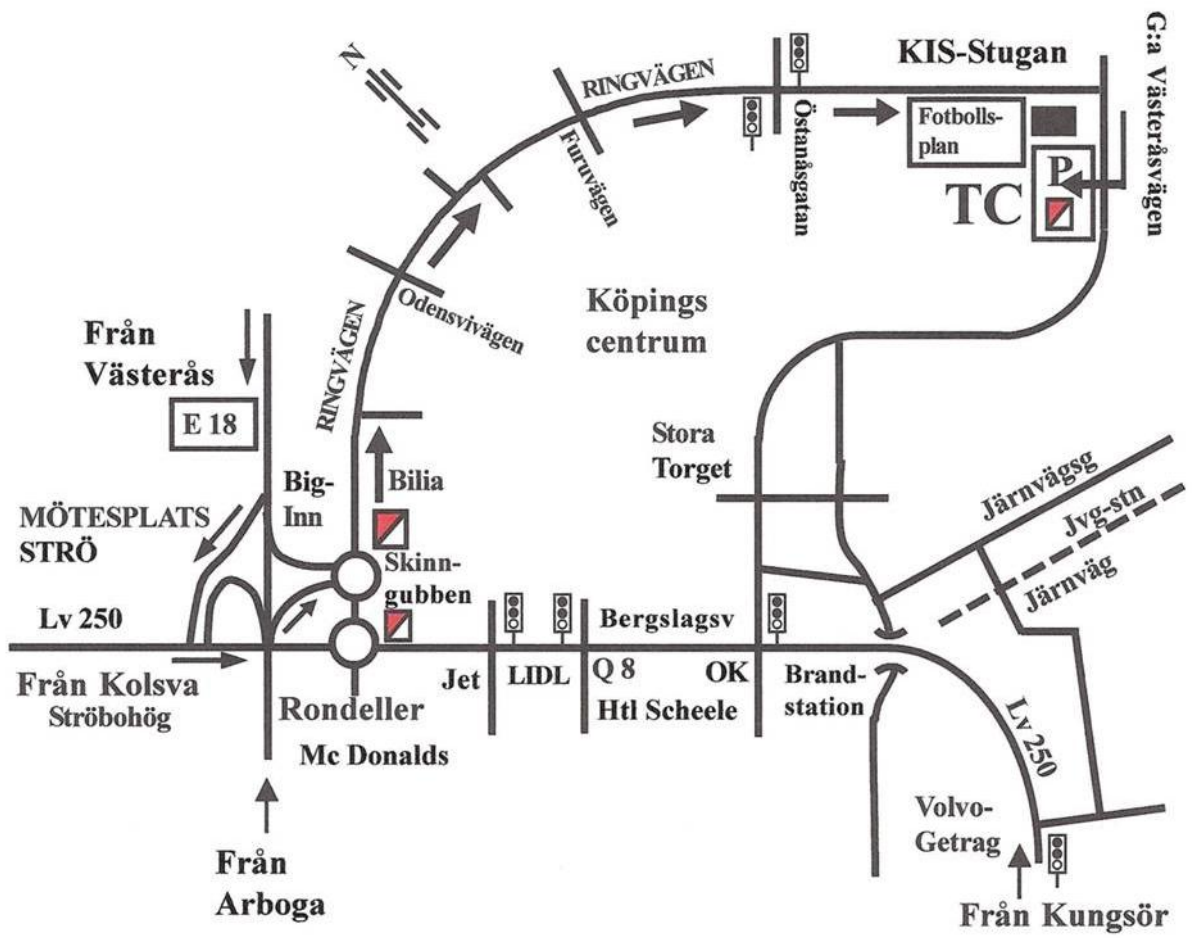 N
RINGVÄGEN
KIS-Stugan
G:a Västeråsvägen
Fotbolls-
plan
Östanåsgatan
Furuvägen
P
TC
Odensvivägen
Köpings
centrum
Från
Västerås
E 18
RINGVÄGEN
Stora
Torget
Big-
Inn
Bilia
Järnvägsg
Jvg-stn
Järnväg
MÖTESPLATS
STRÖ
Skinn-
gubben
Lv 250
Bergslagsv
Från Kolsva
Ströbohög
Rondeller
Jet
LIDL
Q 8
OK
Brand-
station
Htl Scheele
Mc Donalds
Lv 250
Volvo-
Getrag
Från
Arboga
Från Kungsör